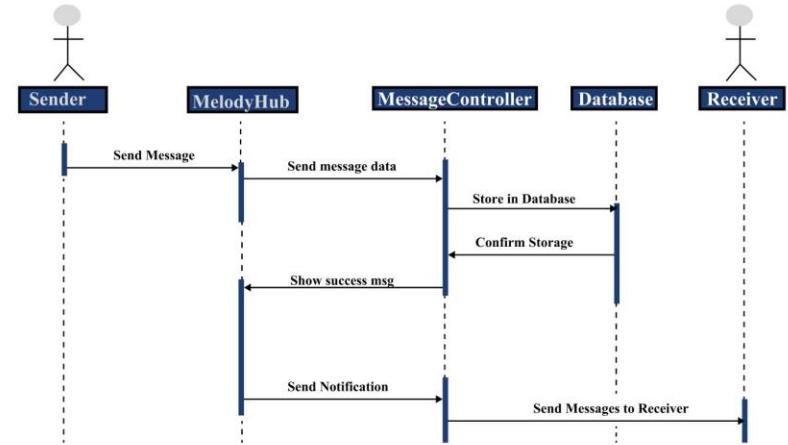 Sender
MelodyHub
MessageController
Database
Receiver
Send Message
Send message data
Store in Database
Confirm Storage
Show success msg
Send Notification
Send Messages to Receiver